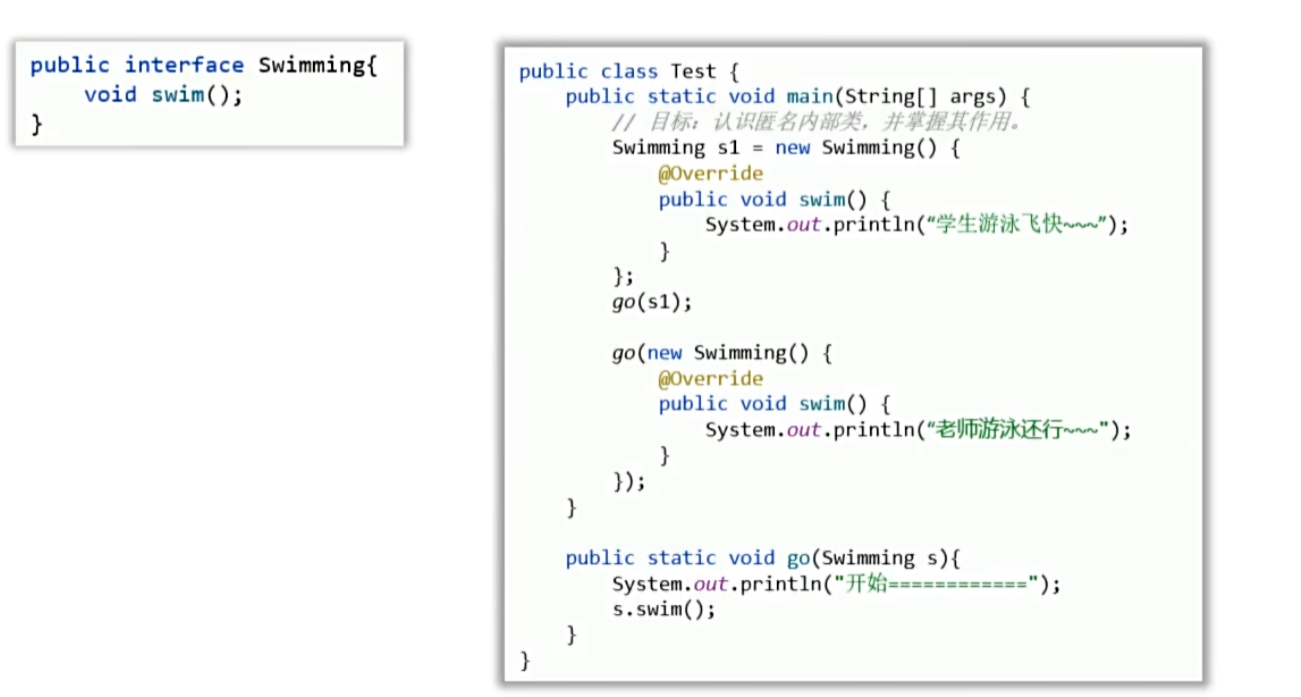 public interface Swimming{
    void swim();
}
public class Test {
    public static void main(String[] args) {
        // 目标：认识匿名内部类，并掌握其作用。
        Swimming s1 = new Swimming() {
            @Override
            public void swim() {
                System.out.println(“学生游泳飞快~~~”);
            }
        };
        go(s1);
        go(new Swimming() {
            @Override
            public void swim() {
                System.out.println(“老师游泳还行~~~");
            }
        });
    }
    public static void go(Swimming s){
        System.out.println("开始============");
        s.swim();
    }
}